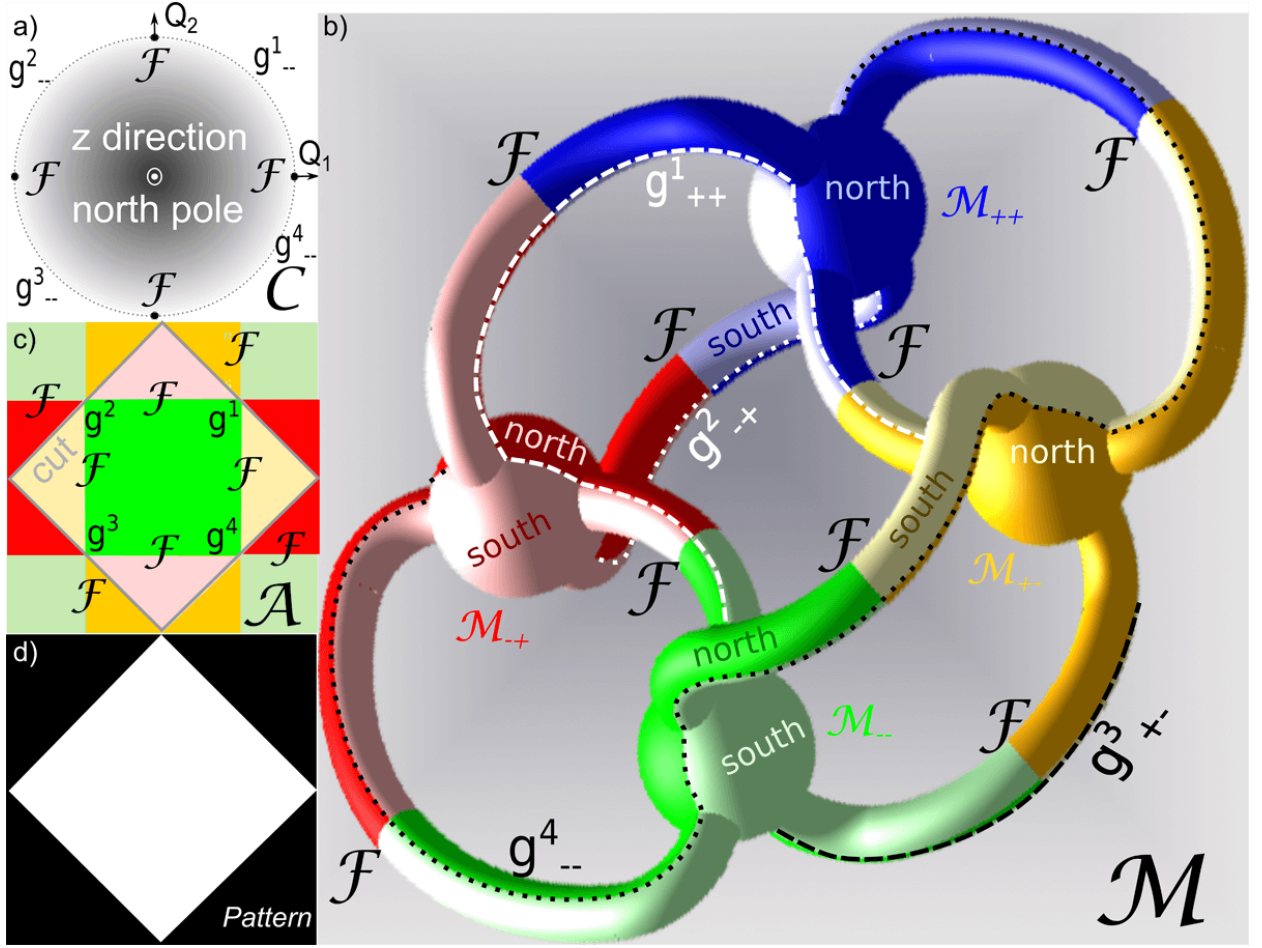 a)
Q₂
ℱ
g²₋₋
g¹₋₋
z direction
Q₁
ℱ
ℱ
north pole
g⁴₋₋
g³₋₋
ℱ
C
b)
ℱ
g¹₊₊
north
ℳ₊₊
ℱ
ℱ
south
ℱ
g²₋₊
north
south
north
south
ℱ
ℳ₊₋
ℱ
ℳ₋₊
north
ℳ₋₋
south
ℱ
g³₊₋
g⁴₋₋
ℱ
ℳ
c)
ℱ
ℱ
ℱ
g²
g¹
cut
ℱ
ℱ
g³
g⁴
ℱ
ℱ
ℱ
𝒜
d)
Pattern